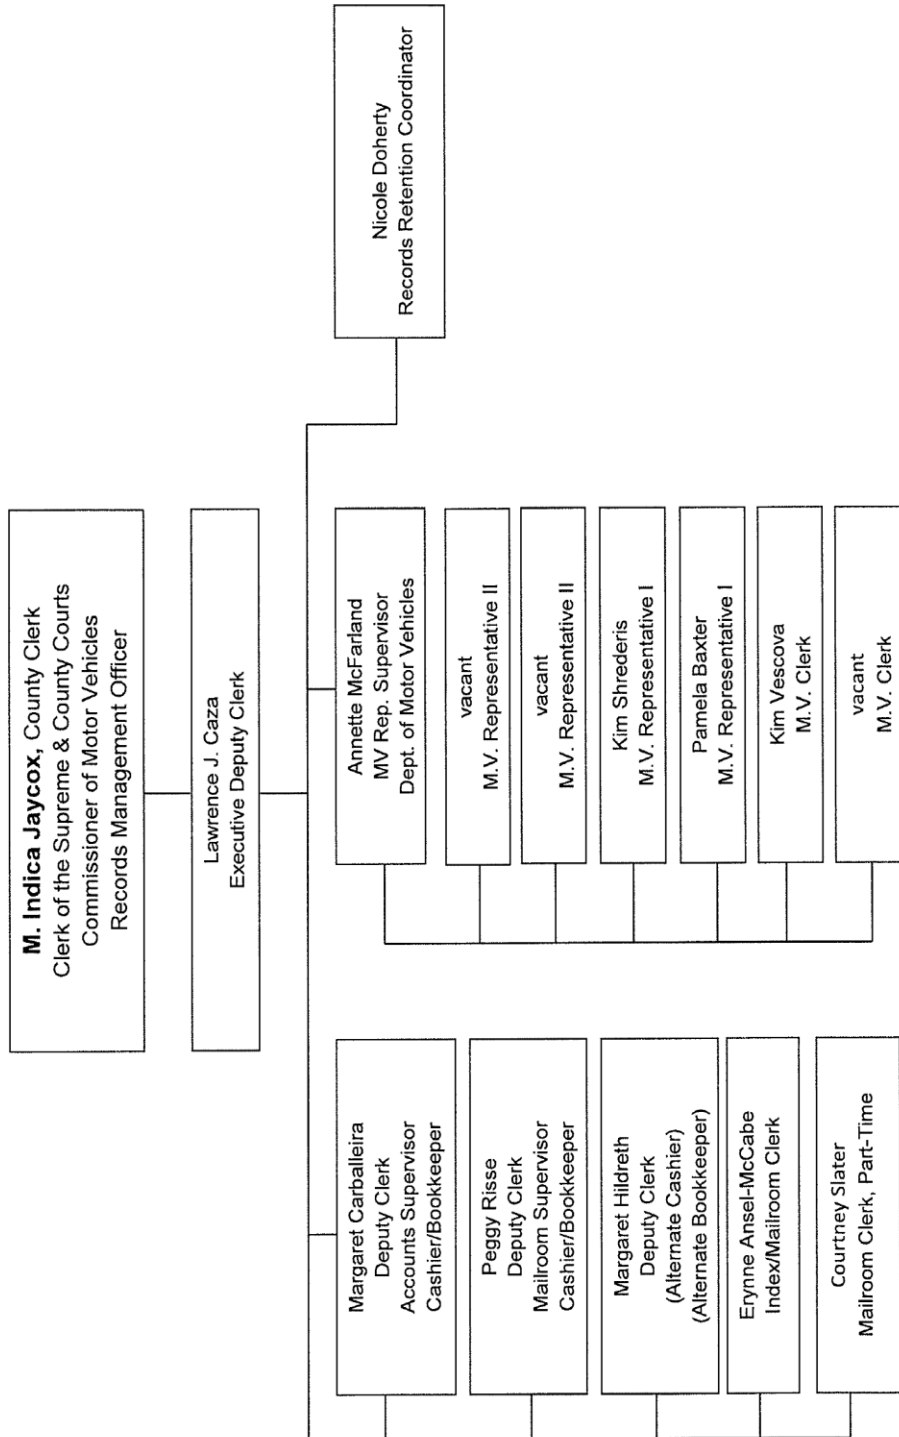 M. Indica Jaycox, County Clerk
Clerk of the Supreme & County Courts
Commissioner of Motor Vehicles
Records Management Officer
Lawrence J. Caza
Executive Deputy Clerk
Margaret Carballeira
Deputy Clerk
Accounts Supervisor
Cashier/Bookkeeper
Peggy Risse
Deputy Clerk
Mailroom Supervisor
Cashier/Bookkeeper
Margaret Hildreth
Deputy Clerk
(Alternate Cashier)
(Alternate Bookkeeper)
Erynne Ansel-McCabe
Index/Mailroom Clerk
Courtney Slater
Mailroom Clerk, Part-Time
Annette McFarland
MV Rep. Supervisor
Dept. of Motor Vehicles
vacant
M.V. Representative II
vacant
M.V. Representative II
Kim Shrederis
M.V. Representative I
Pamela Baxter
M.V. Representative I
Kim Vescova
M.V. Clerk
vacant
M.V. Clerk
Nicole Doherty
Records Retention Coordinator